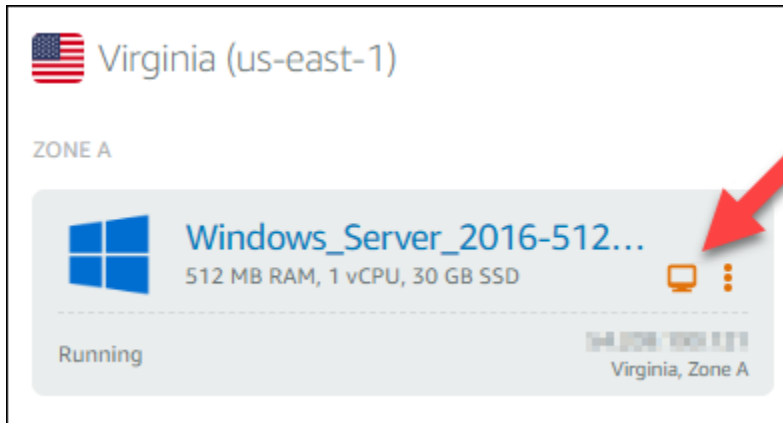 Virginia (us-east-1)
ZONE A
Windows_Server_2016-512...
512 MB RAM, 1 vCPU, 30 GB SSD
Running
Virginia, Zone A